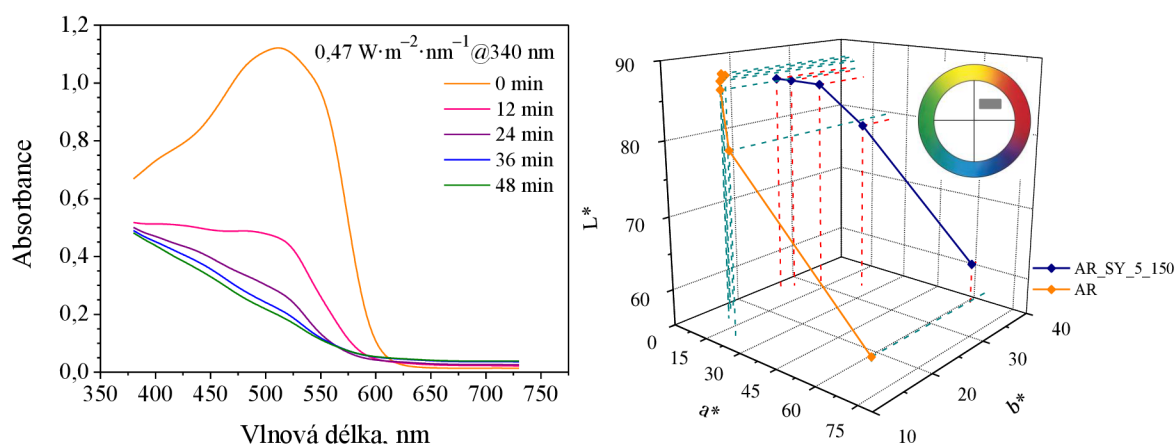 1,2
1,0
0,8
0,6
0,4
0,2
0,0
Absorbance
0,47 W·m⁻²·nm⁻¹@340 nm
0 min
12 min
24 min
36 min
48 min
350 400 450 500 550 600 650 700 750
Vlnová délka, nm
90
80
70
60
L*
0
15
30
45
60
75
a*
10
20
30
40
b*
AR_SY_5_150
AR